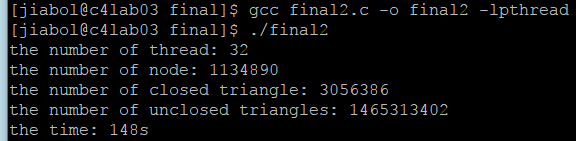 [jiabol@c4lab03 final]$ gcc final2.c -o final2 -lpthread
[jiabol@c4lab03 final]$ ./final2
the number of thread: 32
the number of node: 1134890
the number of closed triangle: 3056386
the number of unclosed triangles: 1465313402
the time: 148s